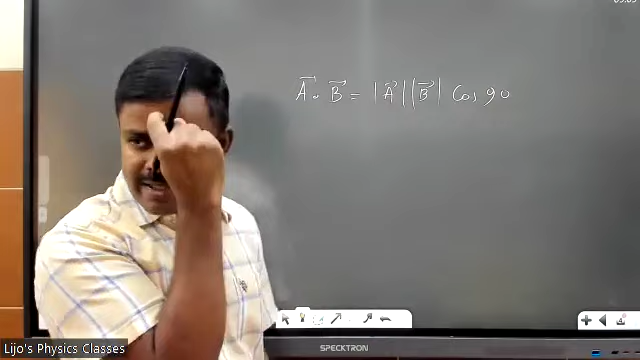 A⃗ . B⃗ = |A⃗| |B⃗| Cos 90
SPECKTRON
Lijo's Physics Classes